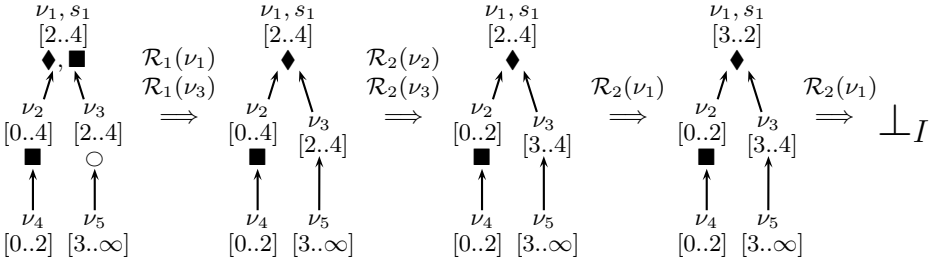 ν₁, s₁ ν₁, s₁ ν₁, s₁ ν₁, s₁
[2..4] [2..4] [2..4] [3..2]
◆, ■ ℛ₁(ν₁) ◆ ℛ₂(ν₂) ◆ ◆
ℛ₁(ν₃) ℛ₂(ν₃) ℛ₂(ν₁) ℛ₂(ν₁)
ν₂ ν₃ ⟹ ν₂ ν₃ ⟹ ν₂ ν₃ ⟹ ν₂ ν₃ ⟹ ⊥I
[0..4] [2..4] [0..4] [2..4] [0..2] [3..4] [0..2] [3..4]
■ ○ ■ ■ ■
ν₄ ν₅ ν₄ ν₅ ν₄ ν₅ ν₄ ν₅
[0..2] [3..∞] [0..2] [3..∞] [0..2] [3..∞] [0..2] [3..∞]